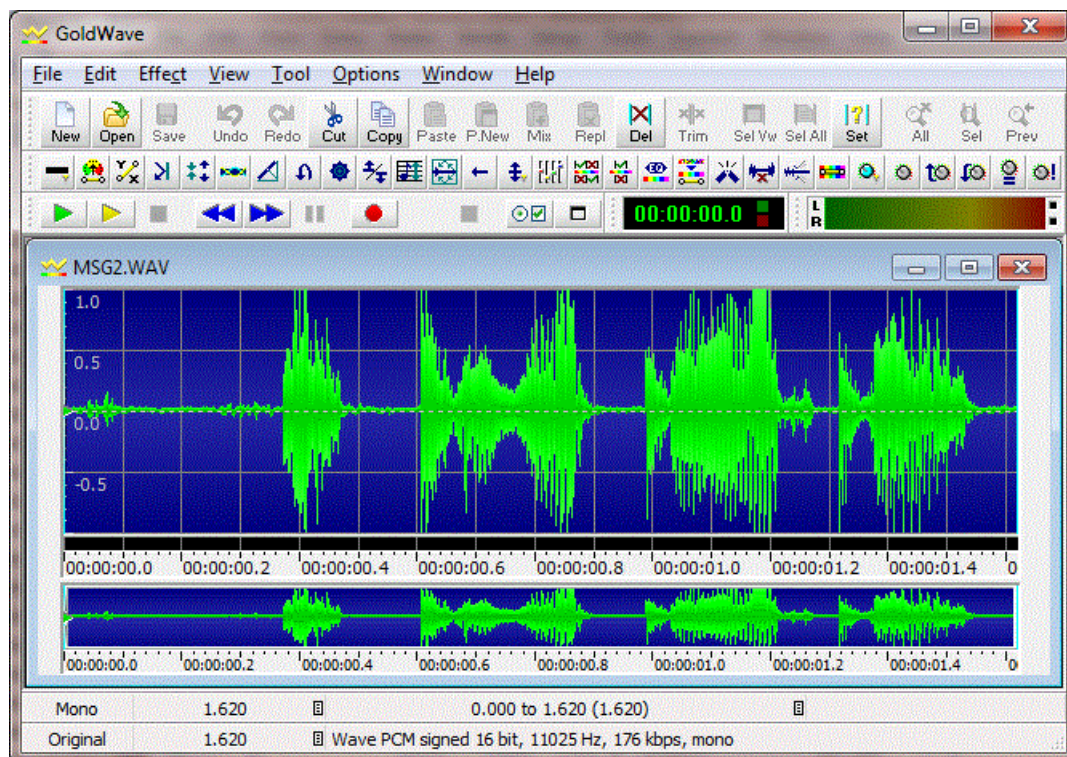 GoldWave
File Edit Effect View Tool Options Window Help
New Open Save Undo Redo Cut Copy Paste P.New Mix Repl Del Trim Sel Vw Sel All Set All Sel Prev
00:00:00.0 L
R
MSG2.WAV
1.0
0.5
0.0
-0.5
00:00:00.0 00:00:00.2 00:00:00.4 00:00:00.6 00:00:00.8 00:00:01.0 00:00:01.2 00:00:01.4 0
00:00:00.0 00:00:00.2 00:00:00.4 00:00:00.6 00:00:00.8 00:00:01.0 00:00:01.2 00:00:01.4 0
Mono 1.620 0.000 to 1.620 (1.620)
Original 1.620 Wave PCM signed 16 bit, 11025 Hz, 176 kbps, mono